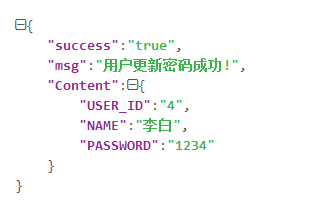 {
"success":"true",
"msg":"用户更新密码成功!",
"Content":{
"USER_ID":"4",
"NAME":"李白",
"PASSWORD":"1234"
}
}